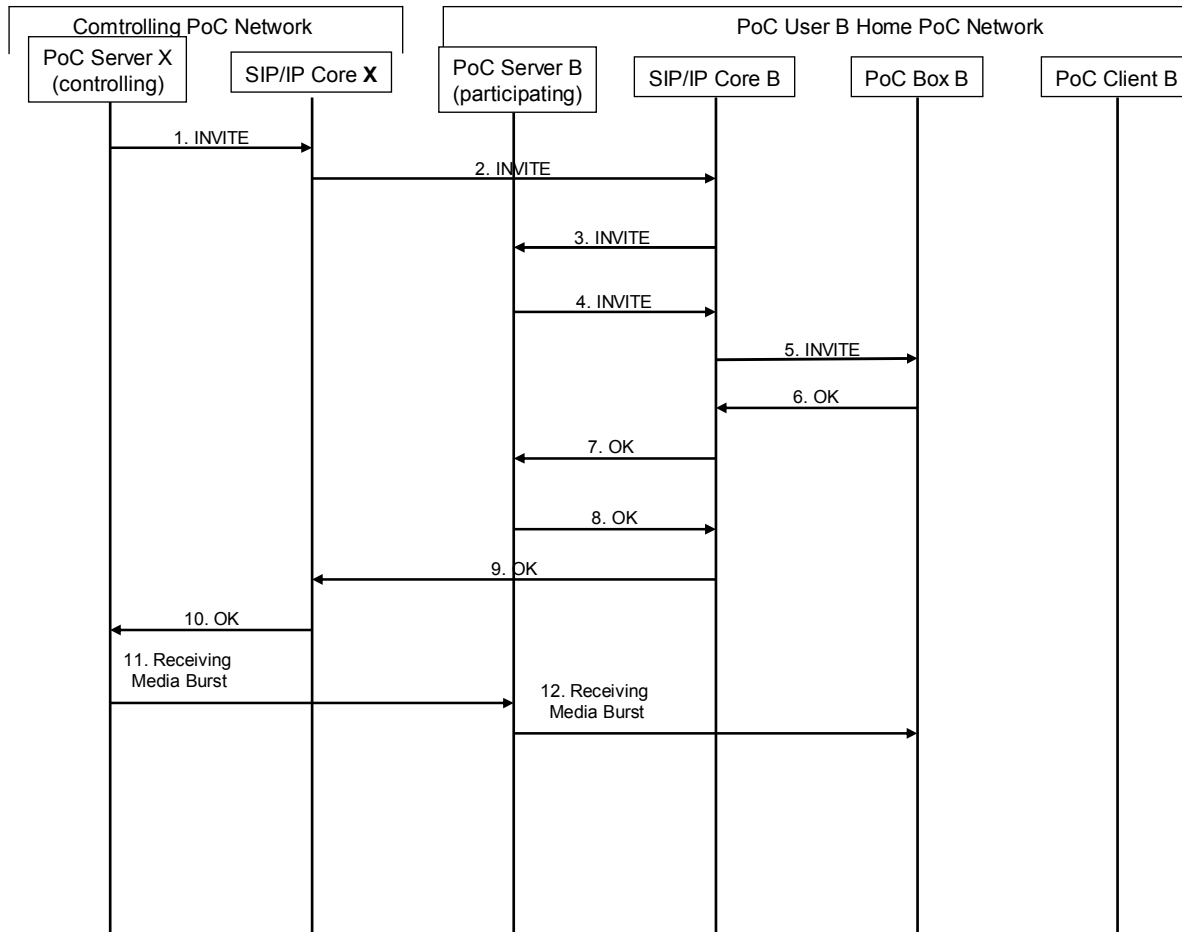 Comtrolling PoC Network
PoC User B Home PoC Network
PoC Server X
(controlling)
SIP/IP Core X
PoC Server B
(participating)
SIP/IP Core B
PoC Box B
PoC Client B
1. INVITE
2. INVITE
3. INVITE
4. INVITE
5. INVITE
6. OK
7. OK
8. OK
9. OK
10. OK
11. Receiving
Media Burst
12. Receiving
Media Burst